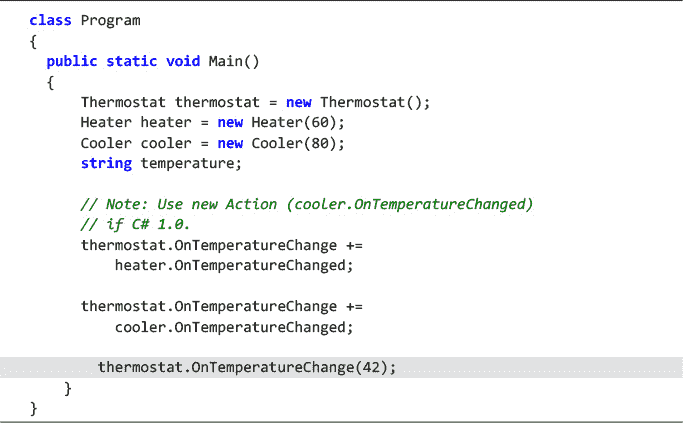 class Program
{
  public static void Main()
  {
      Thermostat thermostat = new Thermostat();
      Heater heater = new Heater(60);
      Cooler cooler = new Cooler(80);
      string temperature;

      // Note: Use new Action (cooler.OnTemperatureChanged)
      // if C# 1.0.
      thermostat.OnTemperatureChange +=
          heater.OnTemperatureChanged;

      thermostat.OnTemperatureChange +=
          cooler.OnTemperatureChanged;

        thermostat.OnTemperatureChange(42);
    }
}